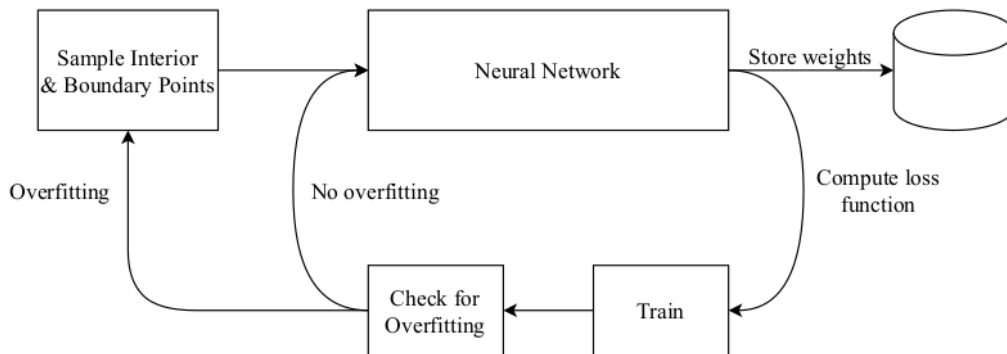 Sample Interior
& Boundary Points
Neural Network
Store weights
Overfitting
No overfitting
Compute loss
function
Check for
Overfitting
Train